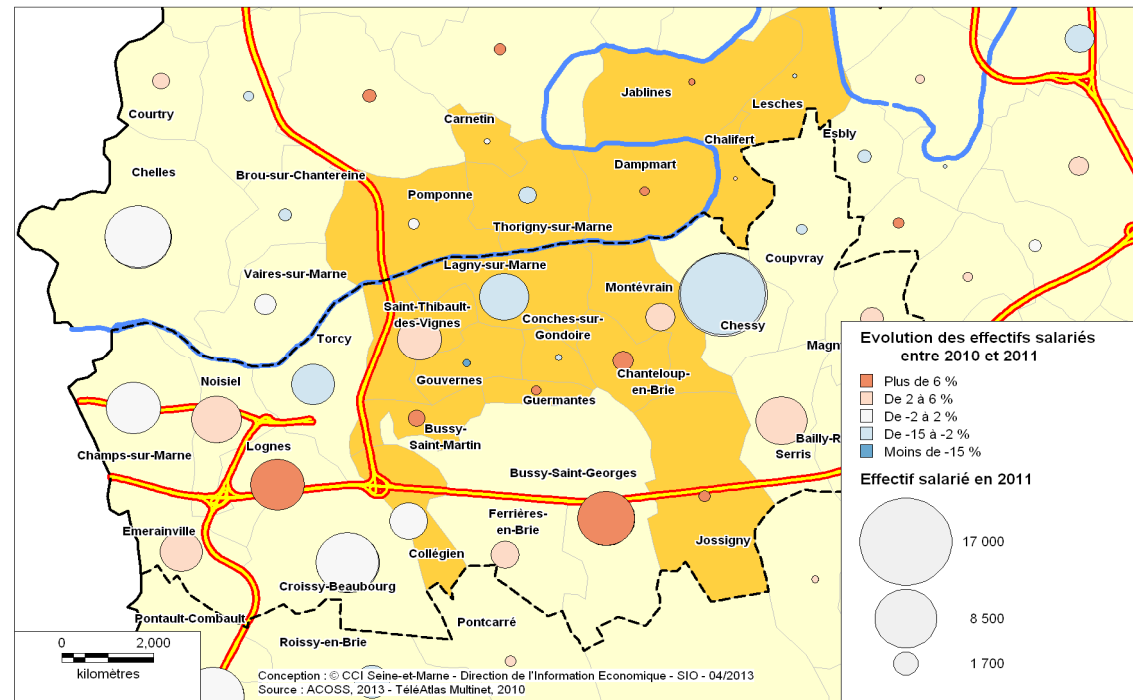 Courtry
Chelles
Brou-sur-Chantereine
Carnetin
Jablines
Lesches
Chalifert
Esbly
Dampmart
Pomponne
Thorigny-sur-Marne
Vaires-sur-Marne
Lagny-sur-Marne
Montévrain
Coupvray
Saint-Thibault-
des-Vignes
Conches-sur-
Gondoire
Chessy
Torcy
Magn
Noisiel
Gouvernes
Chanteloup-
en-Brie
Guermantes
Bussy-
Saint-Martin
Bailly-R
Serris
Champs-sur-Marne
Lognes
Bussy-Saint-Georges
Emerainville
Ferrières-
en-Brie
Jossigny
Collégien
Croissy-Beaubourg
Pontault-Combault
Pontcarré
Roissy-en-Brie
Evolution des effectifs salariés
entre 2010 et 2011
Plus de 6 %
De 2 à 6 %
De -2 à 2 %
De -15 à -2 %
Moins de -15 %
Effectif salarié en 2011
17 000
8 500
1 700
0 2,000
kilomètres
Conception : © CCI Seine-et-Marne - Direction de l'Information Economique - SIO - 04/2013
Source : ACOSS, 2013 - TéléAtlas Multinet, 2010